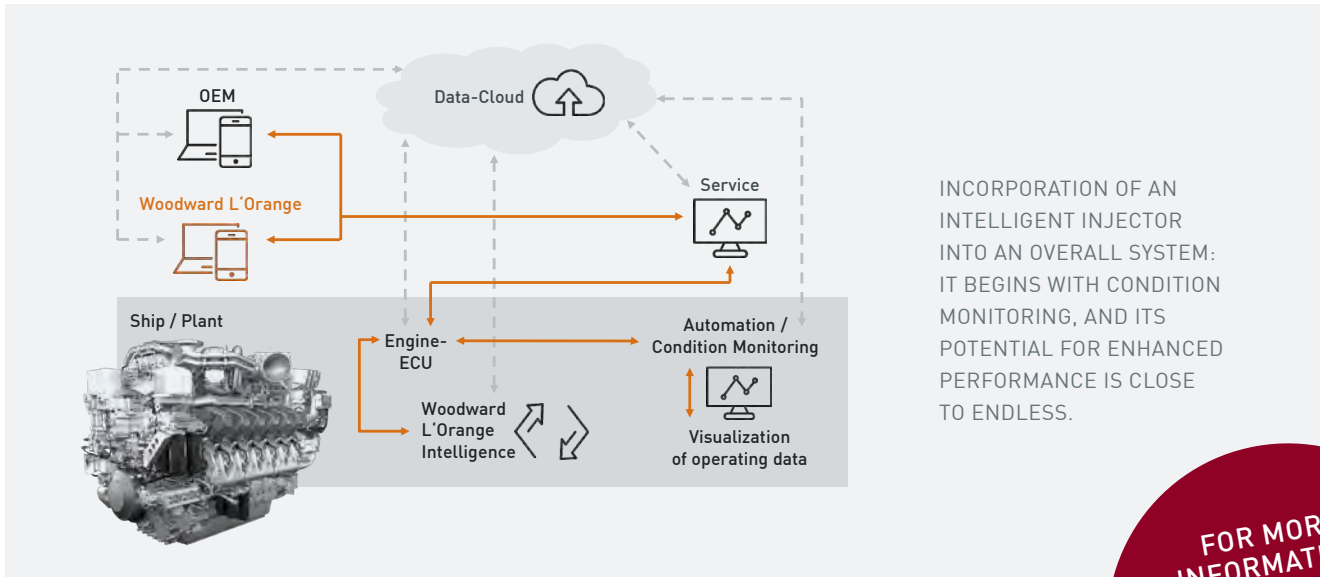 OEM
Data-Cloud
Woodward L'Orange
Service
Ship / Plant
Engine-
ECU
Automation /
Condition Monitoring
Woodward
L'Orange
Intelligence
Visualization
of operating data
INCORPORATION OF AN
INTELLIGENT INJECTOR
INTO AN OVERALL SYSTEM:
IT BEGINS WITH CONDITION
MONITORING, AND ITS
POTENTIAL FOR ENHANCED
PERFORMANCE IS CLOSE
TO ENDLESS.
FOR MOR
INFORMATI